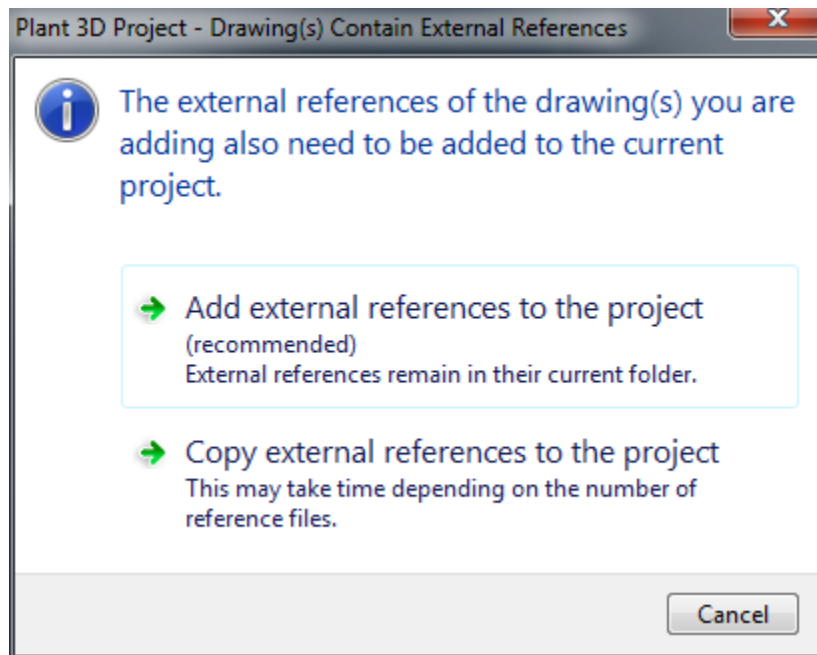 Plant 3D Project - Drawing(s) Contain External References
The external references of the drawing(s) you are
adding also need to be added to the current
project.
Add external references to the project
(recommended)
External references remain in their current folder.
Copy external references to the project
This may take time depending on the number of
reference files.
Cancel